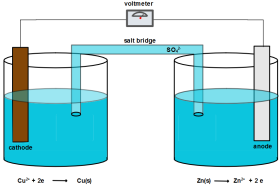 voltmeter
salt bridge
SO₄²⁻
cathode
anode
Cu²⁺ + 2e ⟶ Cu(s)
Zn(s) ⟶ Zn²⁺ + 2 e